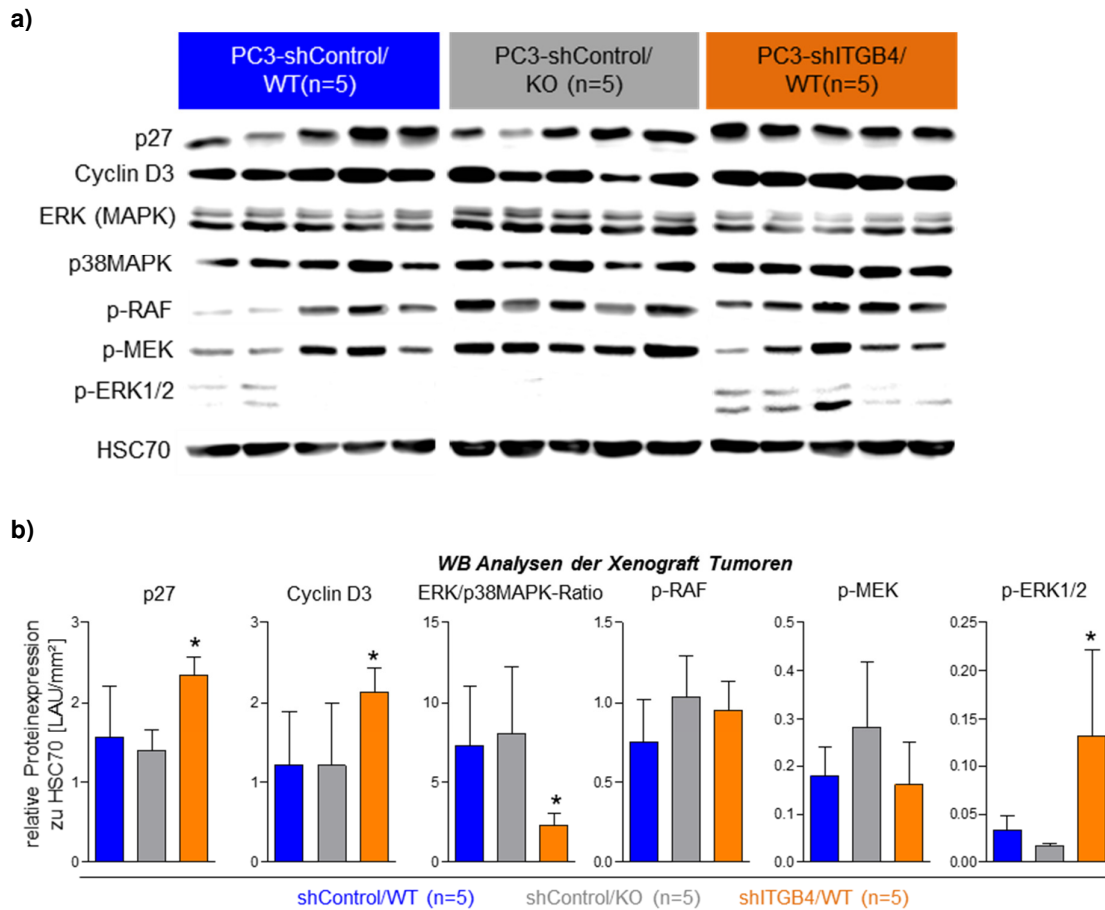 a)
PC3-shControl/
WT(n=5)
PC3-shControl/
KO (n=5)
PC3-shITGB4/
WT(n=5)
p27
Cyclin D3
ERK (MAPK)
p38MAPK
p-RAF
p-MEK
p-ERK1/2
HSC70
b)
WB Analysen der Xenograft Tumoren
p27
Cyclin D3
ERK/p38MAPK-Ratio
p-RAF
p-MEK
p-ERK1/2
relative Proteinexpression
zu HSC70 [LAU/mm²]
3
2
1
0
*
3
2
1
0
*
15
10
5
0
*
1.5
1.0
0.5
0.0
0.5
0.4
0.3
0.2
0.1
0.0
0.25
0.20
0.15
0.10
0.05
0.00
*
shControl/WT (n=5)
shControl/KO (n=5)
shITGB4/WT (n=5)